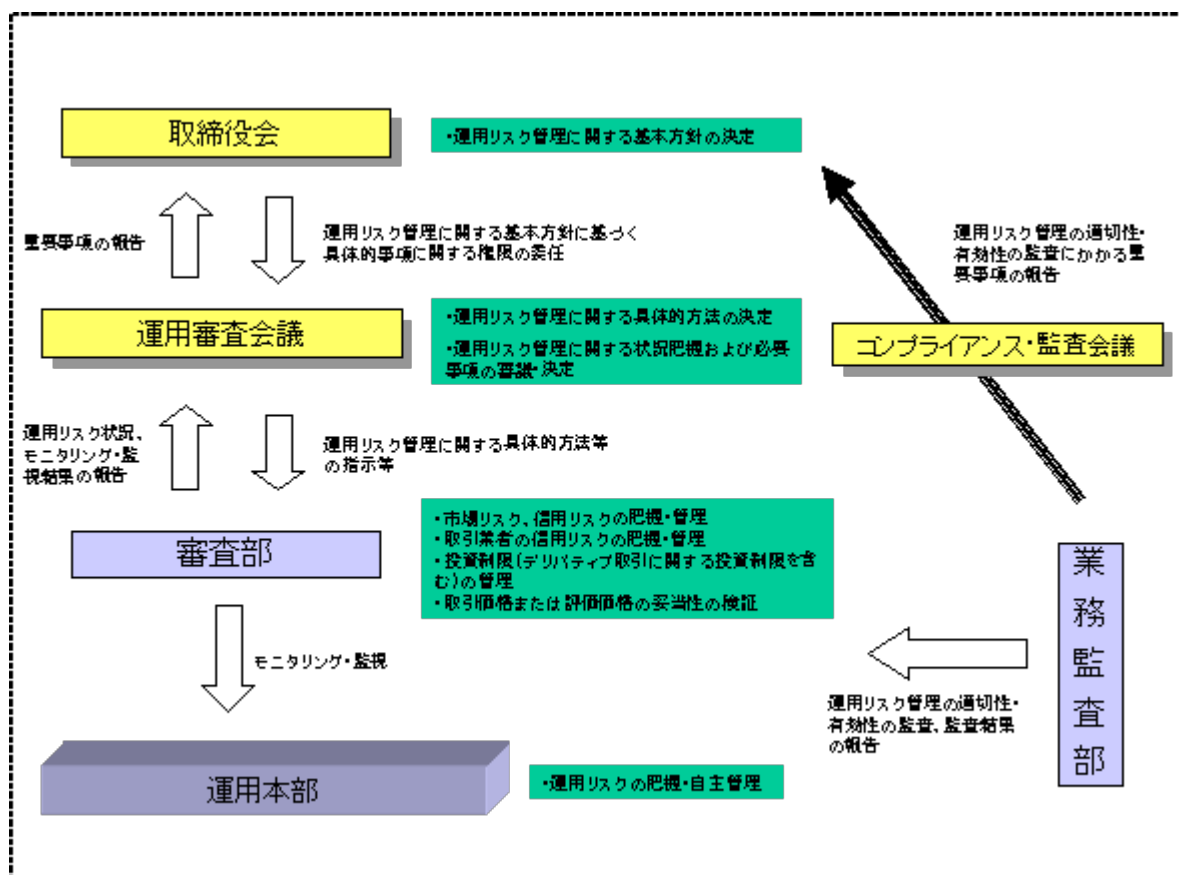 取締役会
・運用リスク管理に関する基本方針の決定
重要事項の報告
運用リスク管理に関する基本方針に基づく
具体的事項に関する権限の委任
運用リスク管理の適切性・
有効性の監査にかかる重
要事項の報告
運用審査会議
・運用リスク管理に関する具体的方法の決定
・運用リスク管理に関する状況把握および必要
事項の審議・決定
コンプライアンス・監査会議
運用リスク状況、
モニタリング・監
視結果の報告
運用リスク管理に関する具体的方法等
の指示等
審査部
・市場リスク、信用リスクの把握・管理
・取引業者の信用リスクの把握・管理
・投資制限(デリバティブ取引に関する投資制限を含
む)の管理
・取引価格または評価価格の妥当性の検証
業務監査部
モニタリング・監視
運用リスク管理の適切性・
有効性の監査、監査結果
の報告
運用本部
・運用リスクの把握・自主管理